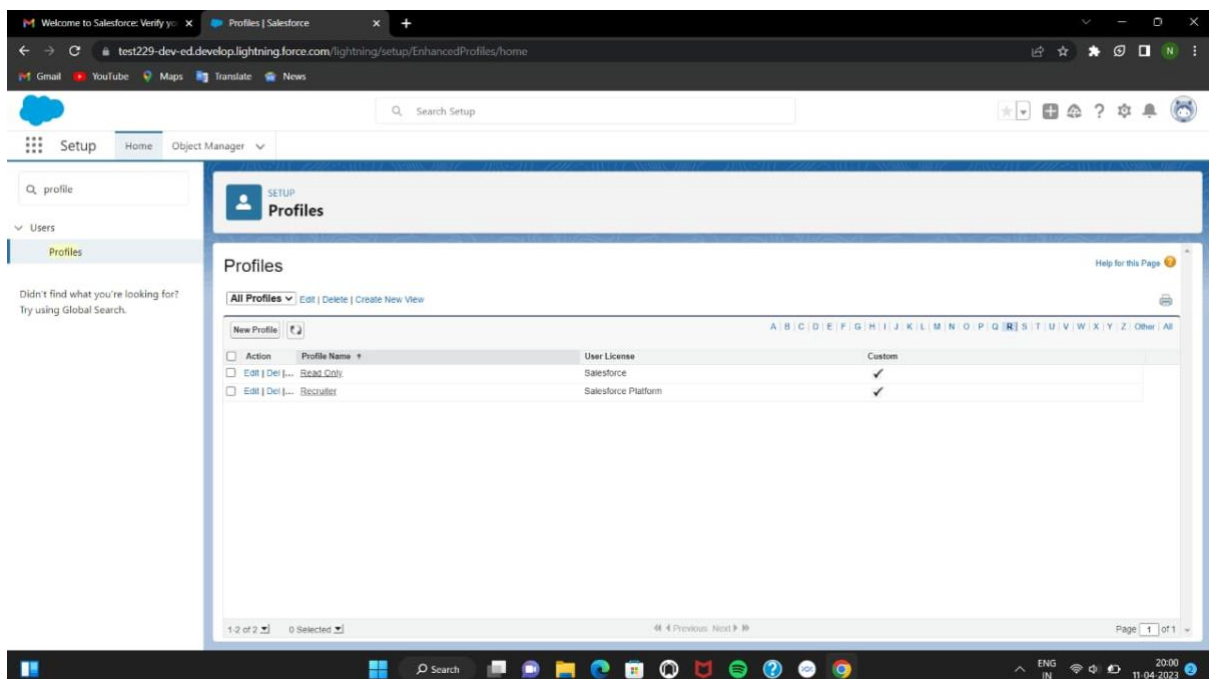 Welcome to Salesforce: Verify yo
Profiles | Salesforce
test229-dev-ed.develop.lightning.force.com/lightning/setup/EnhancedProfiles/home
N
Gmail YouTube Maps Translate News
Search Setup
Setup Home Object Manager
profile
Users
Profiles
Didn't find what you're looking for?
Try using Global Search.
SETUP
Profiles
Profiles
Help for this Page
All Profiles Edit | Delete | Create New View
New Profile
A | B | C | D | E | F | G | H | I | J | K | L | M | N | O | P | Q | R | S | T | U | V | W | X | Y | Z | Other | All
Action Profile Name User License Custom
Edit | Del |... Read Only Salesforce
Edit | Del |... Recruiter Salesforce Platform
1-2 of 2 0 Selected Previous Next Page 1 of 1
Search
ENG
IN
20:00
11-04-2023
2